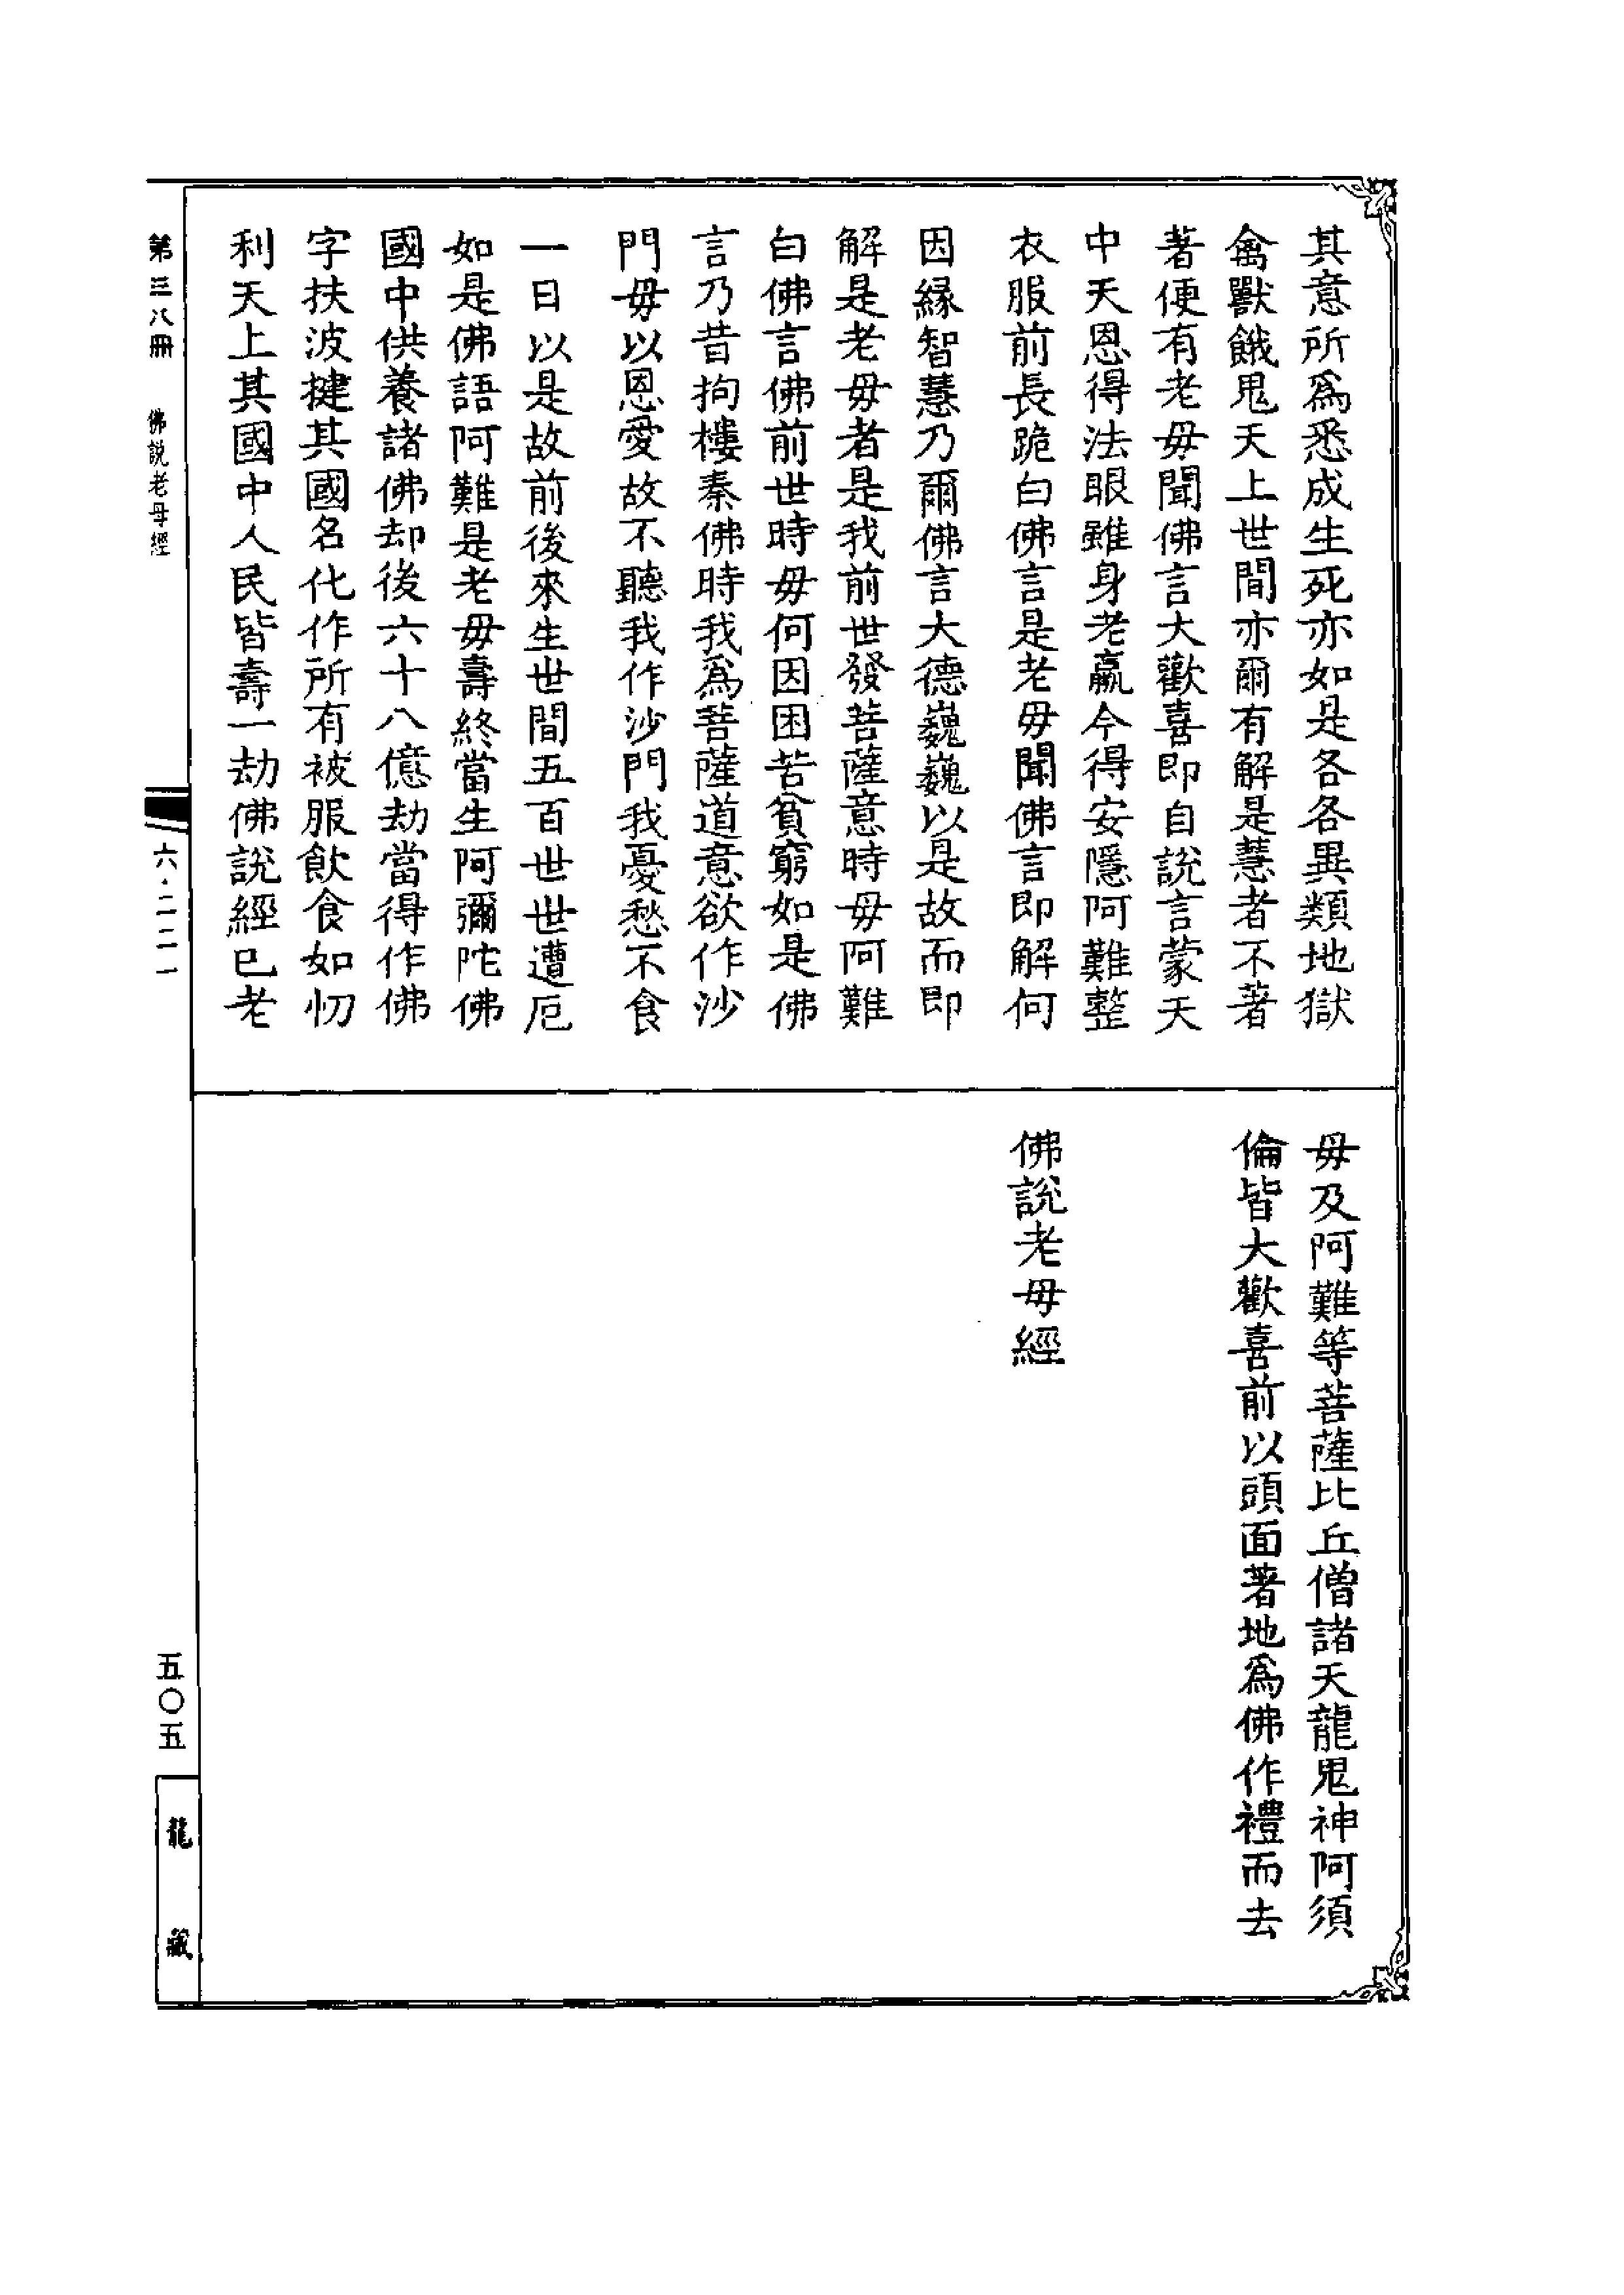 其意所爲悉成生死亦如是各各異類地獄
禽獸餓鬼天上世間亦爾有解是慧者不著
著便有老毋聞佛言大歡喜即自說言蒙天
中天恩得法眼雖身老羸今得安隱阿難整
衣服前長跪白佛言是老毋聞佛言即解何
因緣智慧乃爾佛言大德巍巍以是故而即
解是老毋者是我前世發菩薩意時毋阿難
白佛言佛前世時毋何因困苦貧窮如是佛
言乃昔拘樓秦佛時我爲菩薩道意欲作沙
門毋以恩愛故不聽我作沙門我憂愁不食
一日以是故前後來生世間五百世世遭厄
如是佛語阿難是老毋壽終當生阿彌陀佛
國中供養諸佛却後六十八億劫當得作佛
字扶波揵其國名化作所有被服飲食如忉
利天上其國中人民皆壽一劫佛說經已老
毋及阿難等菩薩比丘僧諸天龍鬼神阿須
倫皆大歡喜前以頭面著地爲佛作禮而去
佛說老毋經
第三八冊 佛說老母經
六·二二一
五〇五
龍藏